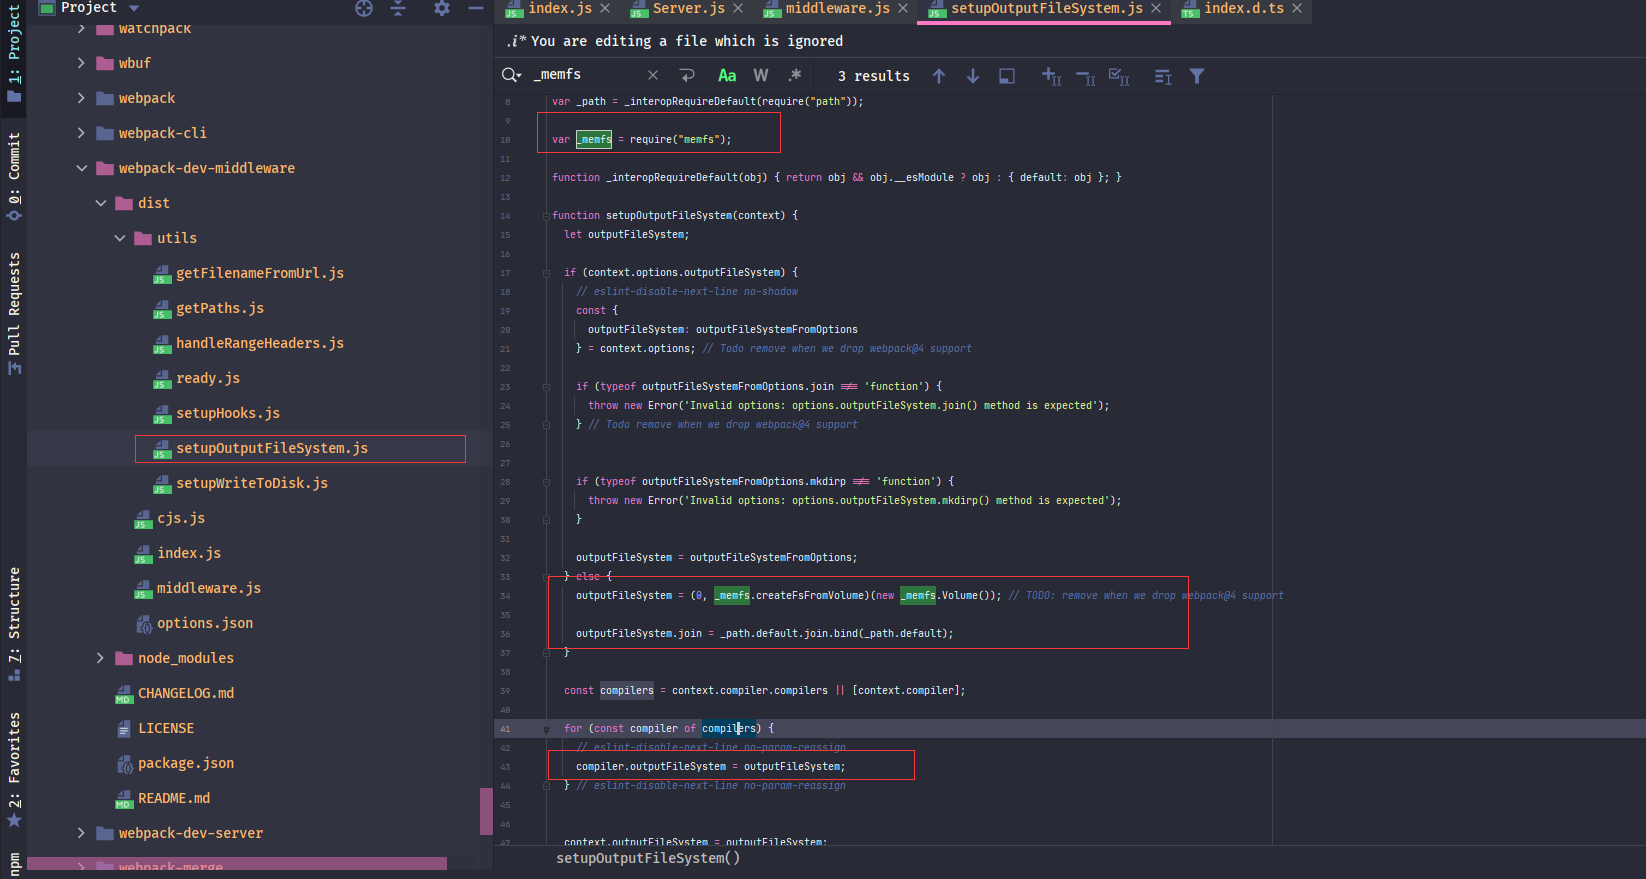 Project
index.js
Server.js
middleware.js
setupOutputFileSystem.js
index.d.ts
.i* You are editing a file which is ignored
_memfs
Aa
W
.*
3 results
1: Project
0: Commit
Pull Requests
7: Structure
2: Favorites
npm
watchpack
wbuf
webpack
webpack-cli
webpack-dev-middleware
dist
utils
getFilenameFromUrl.js
getPaths.js
handleRangeHeaders.js
ready.js
setupHooks.js
setupOutputFileSystem.js
setupWriteToDisk.js
cjs.js
index.js
middleware.js
options.json
node_modules
CHANGELOG.md
LICENSE
package.json
README.md
webpack-dev-server
webpack-merge
8 var _path = _interopRequireDefault(require("path"));
9
10 var _memfs = require("memfs");
11
12 function _interopRequireDefault(obj) { return obj && obj.__esModule ? obj : { default: obj }; }
13
14 function setupOutputFileSystem(context) {
15 let outputFileSystem;
16
17 if (context.options.outputFileSystem) {
18 // eslint-disable-next-line no-shadow
19 const {
20 outputFileSystem: outputFileSystemFromOptions
21 } = context.options; // Todo remove when we drop webpack@4 support
22
23 if (typeof outputFileSystemFromOptions.join !== 'function') {
24 throw new Error('Invalid options: options.outputFileSystem.join() method is expected');
25 } // Todo remove when we drop webpack@4 support
26
27
28 if (typeof outputFileSystemFromOptions.mkdirp !== 'function') {
29 throw new Error('Invalid options: options.outputFileSystem.mkdirp() method is expected');
30 }
31
32 outputFileSystem = outputFileSystemFromOptions;
33 } else {
34 outputFileSystem = (0, _memfs.createFsFromVolume)(new _memfs.Volume()); // TODO: remove when we drop webpack@4 support
35
36 outputFileSystem.join = _path.default.join.bind(_path.default);
37 }
38
39 const compilers = context.compiler.compilers || [context.compiler];
40
41 for (const compiler of compilers) {
42 // eslint-disable-next-line no-param-reassign
43 compiler.outputFileSystem = outputFileSystem;
44 } // eslint-disable-next-line no-param-reassign
45
46
47 context.outputFileSystem = outputFileSystem;
setupOutputFileSystem()